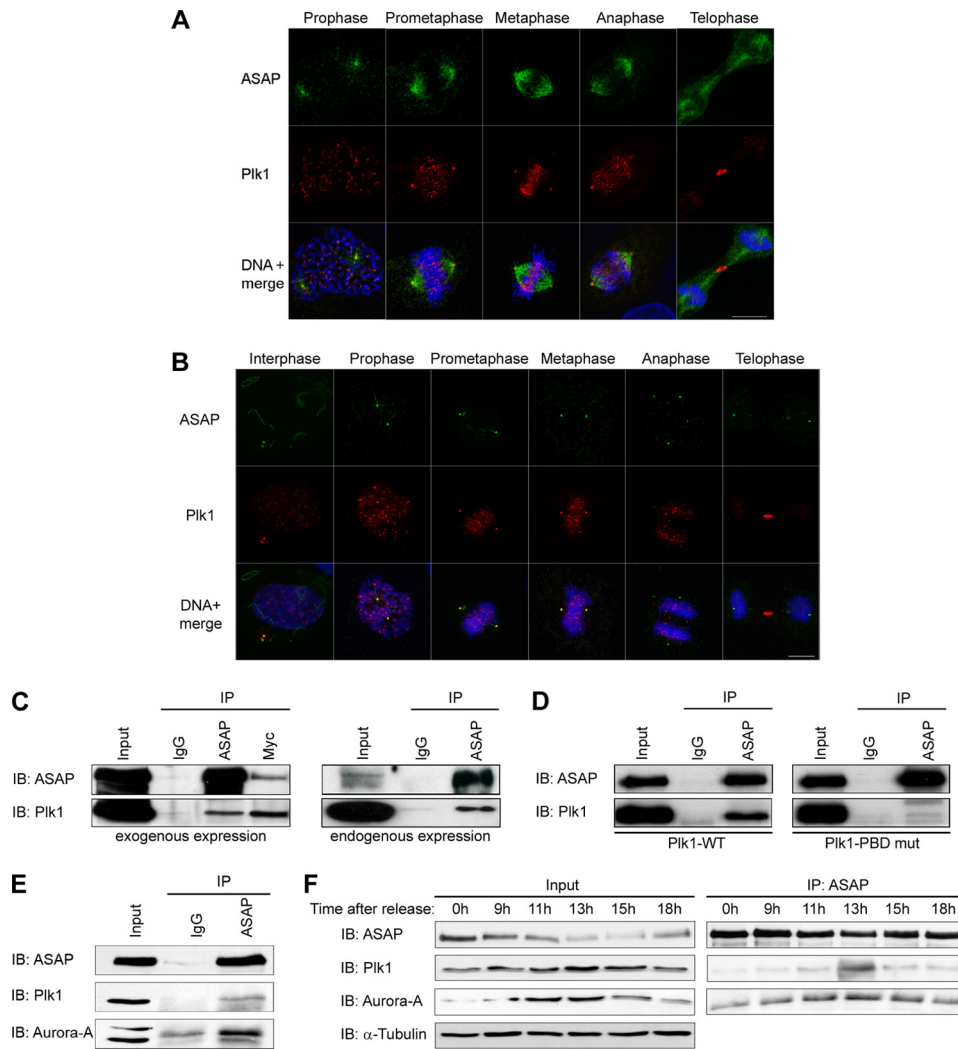 A
Prophase Prometaphase Metaphase Anaphase Telophase
ASAP
Plk1
DNA +
merge
B
Interphase Prophase Prometaphase Metaphase Anaphase Telophase
ASAP
Plk1
DNA+
merge
C
IP
Input IgG ASAP Myc
IB: ASAP
IB: Plk1
exogenous expression
IP
Input IgG ASAP
endogenous expression
D
IP
Input IgG ASAP
IB: ASAP
IB: Plk1
Plk1-WT
IP
Input IgG ASAP
Plk1-PBD mut
E
IP
Input IgG ASAP
IB: ASAP
IB: Plk1
IB: Aurora-A
F
Input
Time after release: 0h 9h 11h 13h 15h 18h
IB: ASAP
IB: Plk1
IB: Aurora-A
IB: α-Tubulin
IP: ASAP
0h 9h 11h 13h 15h 18h